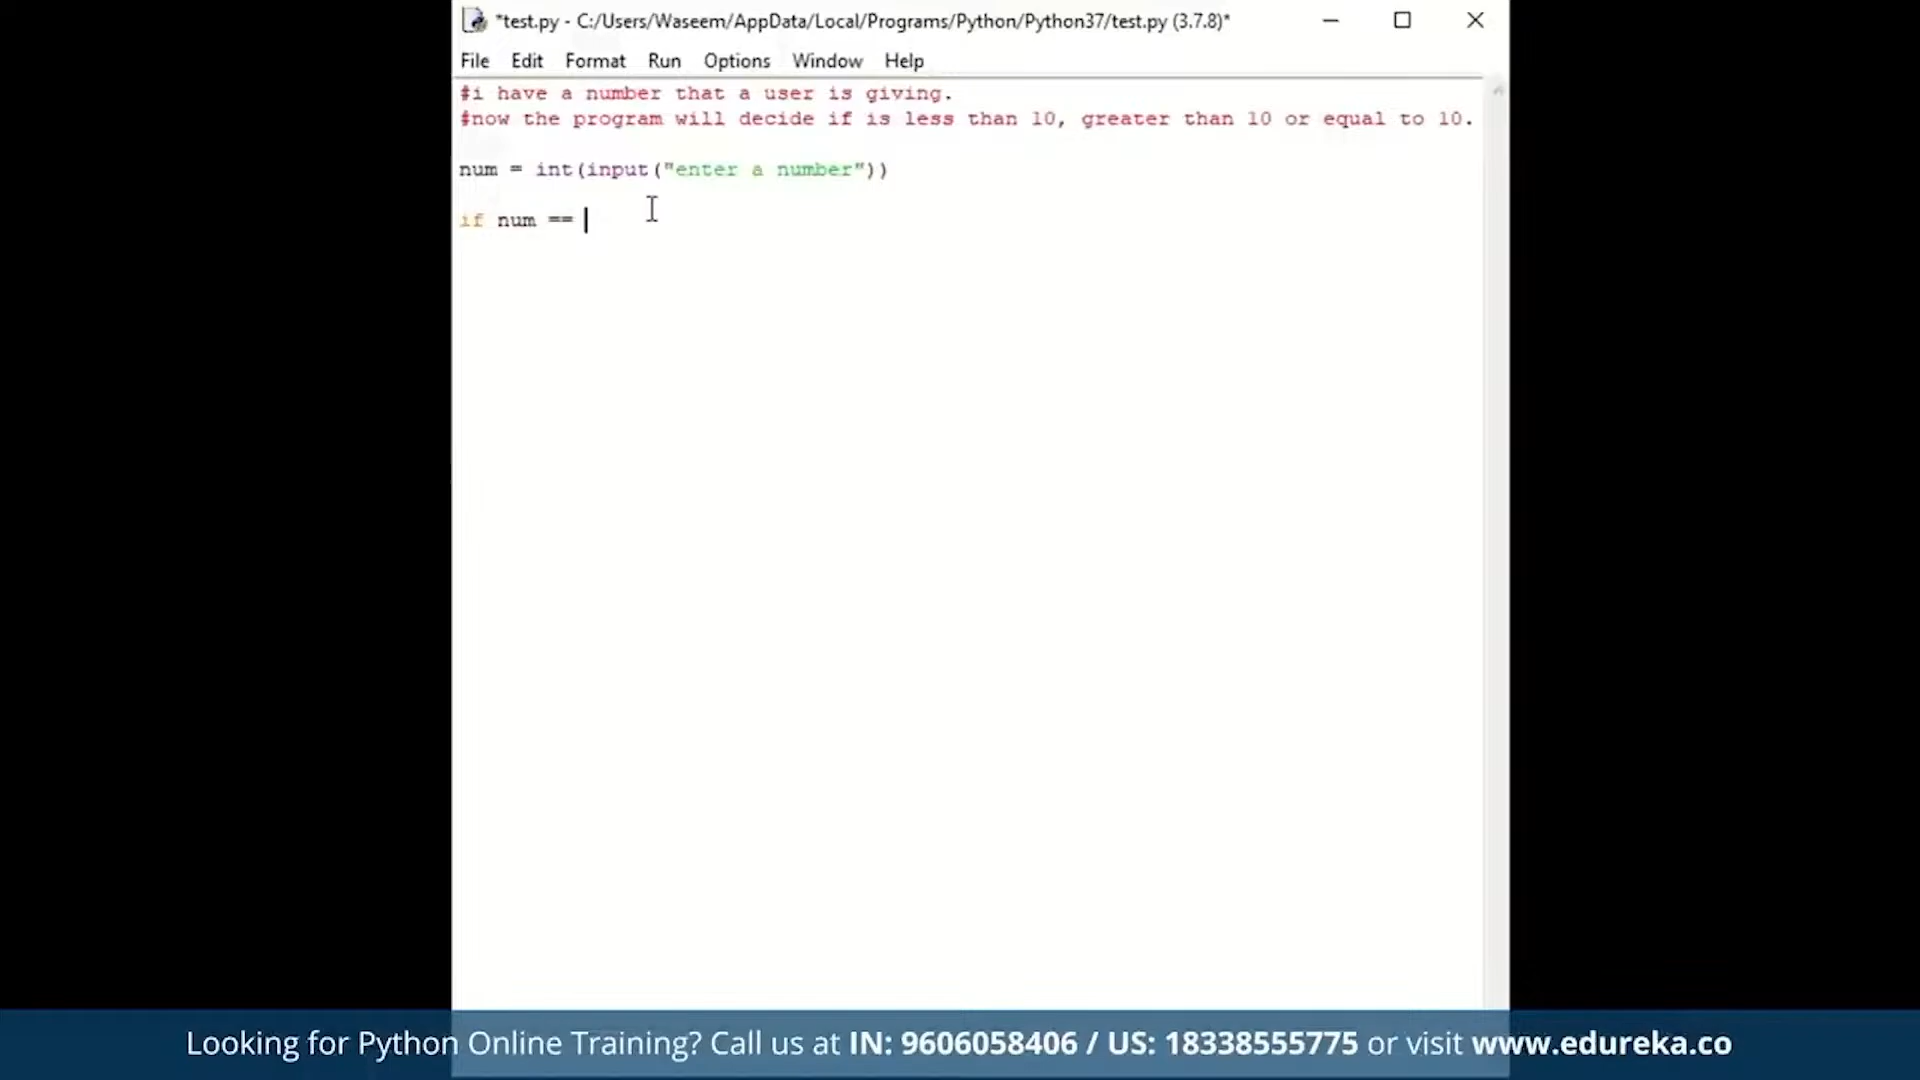 *test.py - C:/Users/Waseem/AppData/Local/Programs/Python/Python37/test.py (3.7.8)*
File Edit Format Run Options Window Help
#i have a number that a user is giving.
#now the program will decide if is less than 10, greater than 10 or equal to 10.
num = int(input("enter a number"))
if num ==
Looking for Python Online Training? Call us at IN: 9606058406 / US: 18338555775 or visit www.edureka.co